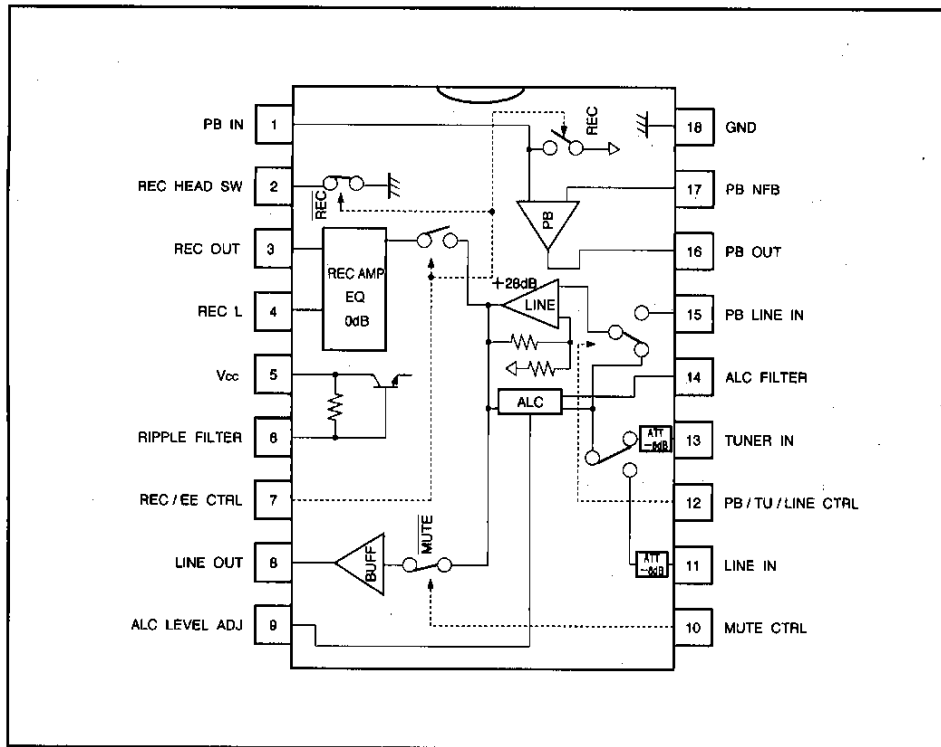 PB IN 1
REC HEAD SW 2
REC OUT 3
REC L 4
Vcc 5
RIPPLE FILTER 6
REC/EE CTRL 7
LINE OUT 8
ALC LEVEL ADJ 9
18 GND
17 PB NFB
16 PB OUT
15 PB LINE IN
14 ALC FILTER
13 TUNER IN
12 PB/TU/LINE CTRL
11 LINE IN
10 MUTE CTRL
REC
REC
PB
REC AMP
EQ
0dB
LINE
ALC
ATT
ATT
MUTE
BUFF